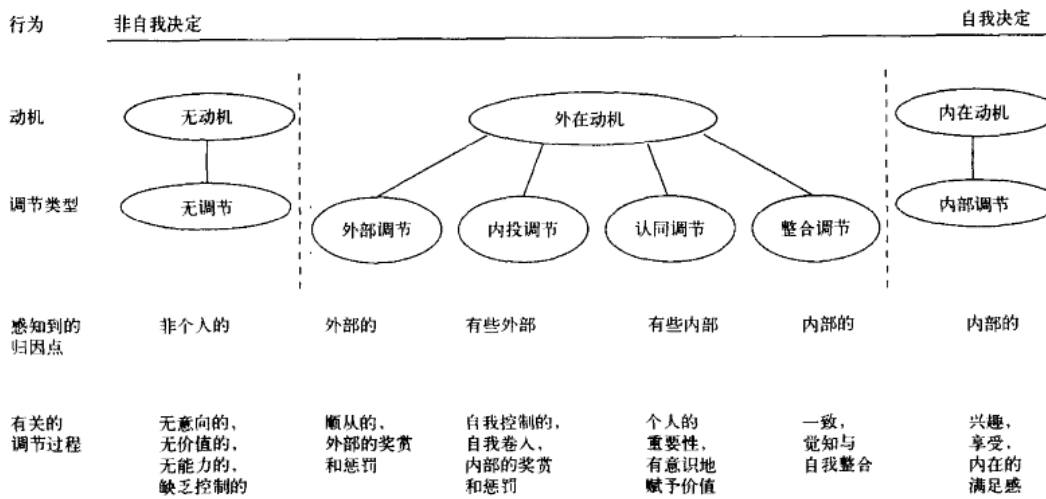 行为 非自我决定 自我决定
动机 无动机 外在动机 内在动机
调节类型 无调节 外部调节 内投调节 认同调节 整合调节 内部调节
感知到的 非个人的 外部的 有些外部 有些内部 内部的 内部的
归因点
有关的 无意向的, 顺从的, 自我控制的, 个人的 一致, 兴趣,
调节过程 无价值的, 外部的奖赏 自我卷入, 重要性, 觉知与 享受,
无能力的, 和惩罚 内部的奖赏 有意识地 自我整合 内在的
缺乏控制的 和惩罚 赋予价值 满足感